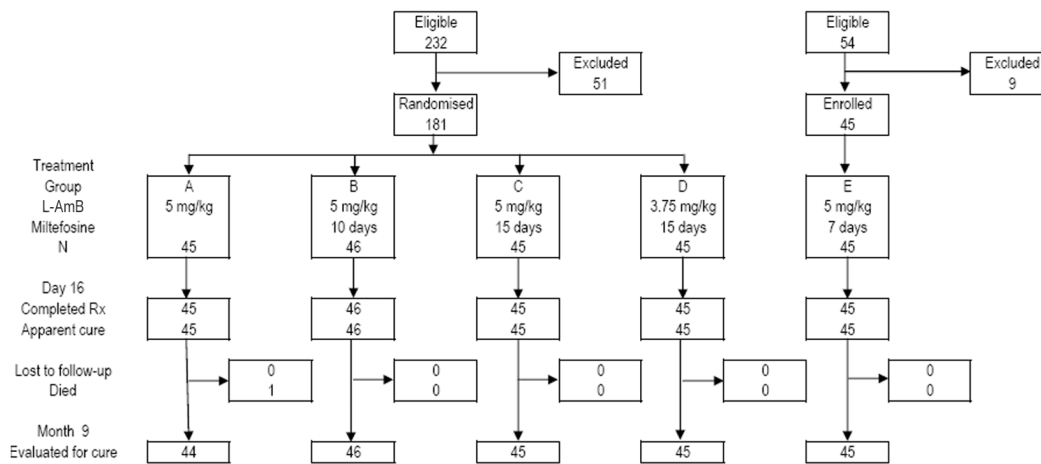 Eligible
232
Eligible
54
Excluded
51
Excluded
9
Randomised
181
Enrolled
45
Treatment
Group A B C D E
L-AmB 5 mg/kg 5 mg/kg 5 mg/kg 3.75 mg/kg 5 mg/kg
Miltefosine 10 days 15 days 15 days 7 days
N 45 46 45 45 45
Day 16
Completed Rx 45 46 45 45 45
Apparent cure 45 46 45 45 45
Lost to follow-up 0 0 0 0 0
Died 1 0 0 0 0
Month 9
Evaluated for cure 44 46 45 45 45